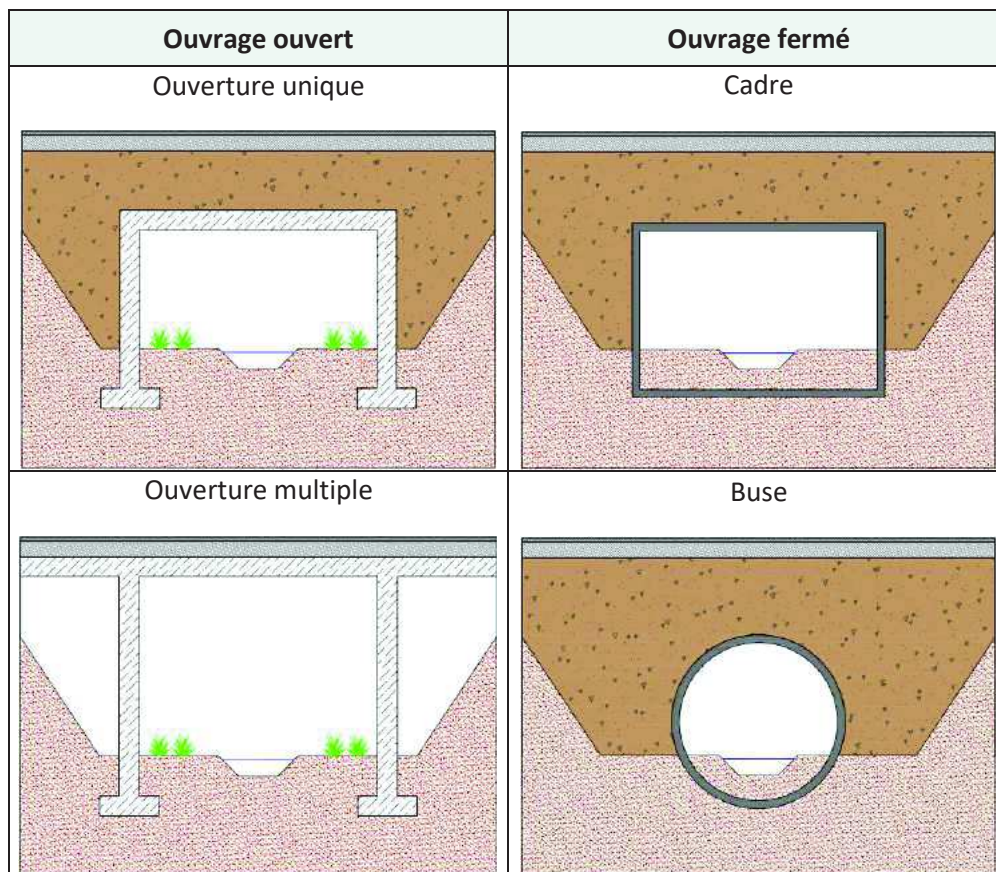 Ouvrage ouvert
Ouvrage fermé
Ouverture unique
Cadre
Ouverture multiple
Buse